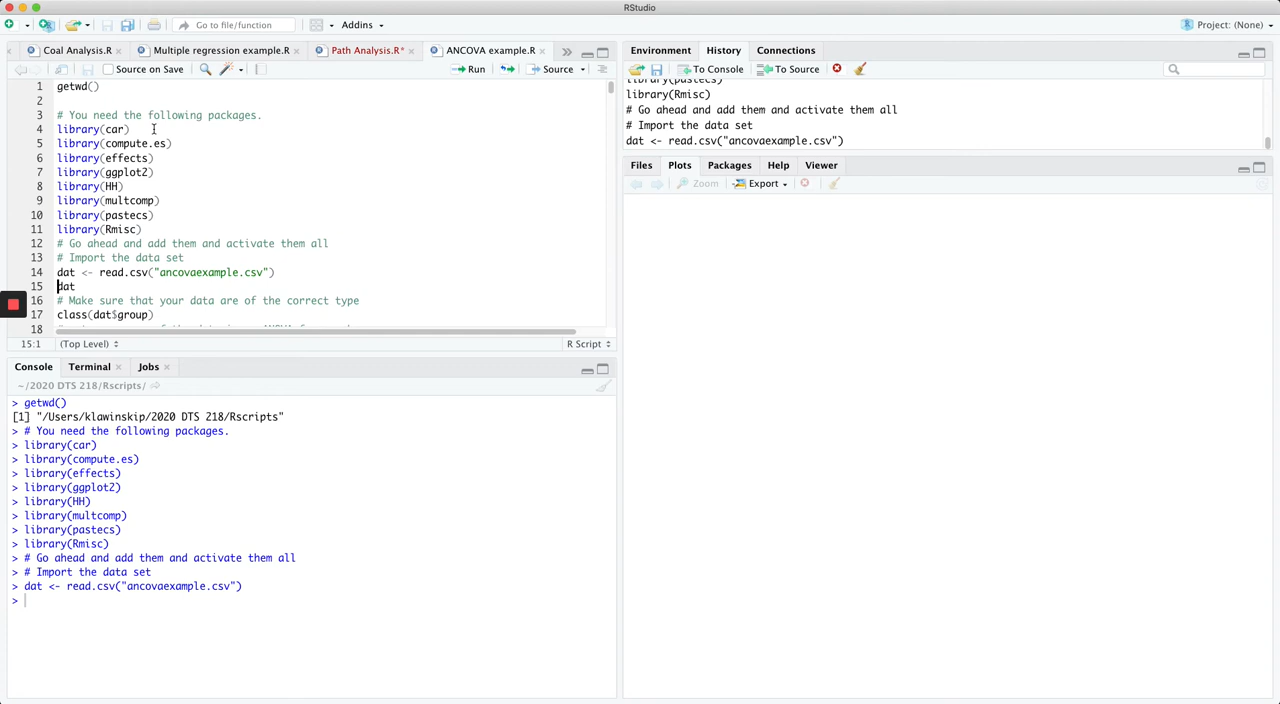 RStudio
Go to file/function
Addins
Project: (None)
Coal Analysis.R
Multiple regression example.R
Path Analysis.R*
ANCOVA example.R
Source on Save
Run
Source
1 getwd()
2
3 # You need the following packages.
4 library(car)
5 library(compute.es)
6 library(effects)
7 library(ggplot2)
8 library(HH)
9 library(multcomp)
10 library(pastecs)
11 library(Rmisc)
12 # Go ahead and add them and activate them all
13 # Import the data set
14 dat <- read.csv("ancovaexample.csv")
15 dat
16 # Make sure that your data are of the correct type
17 class(dat$group)
18
15:1 (Top Level) R Script
Console Terminal Jobs
~/2020 DTS 218/Rscripts/
> getwd()
[1] "/Users/klawinskip/2020 DTS 218/Rscripts"
> # You need the following packages.
> library(car)
> library(compute.es)
> library(effects)
> library(ggplot2)
> library(HH)
> library(multcomp)
> library(pastecs)
> library(Rmisc)
> # Go ahead and add them and activate them all
> # Import the data set
> dat <- read.csv("ancovaexample.csv")
>
Environment History Connections
To Console To Source
library(pastecs)
library(Rmisc)
# Go ahead and add them and activate them all
# Import the data set
dat <- read.csv("ancovaexample.csv")
Files Plots Packages Help Viewer
Zoom Export